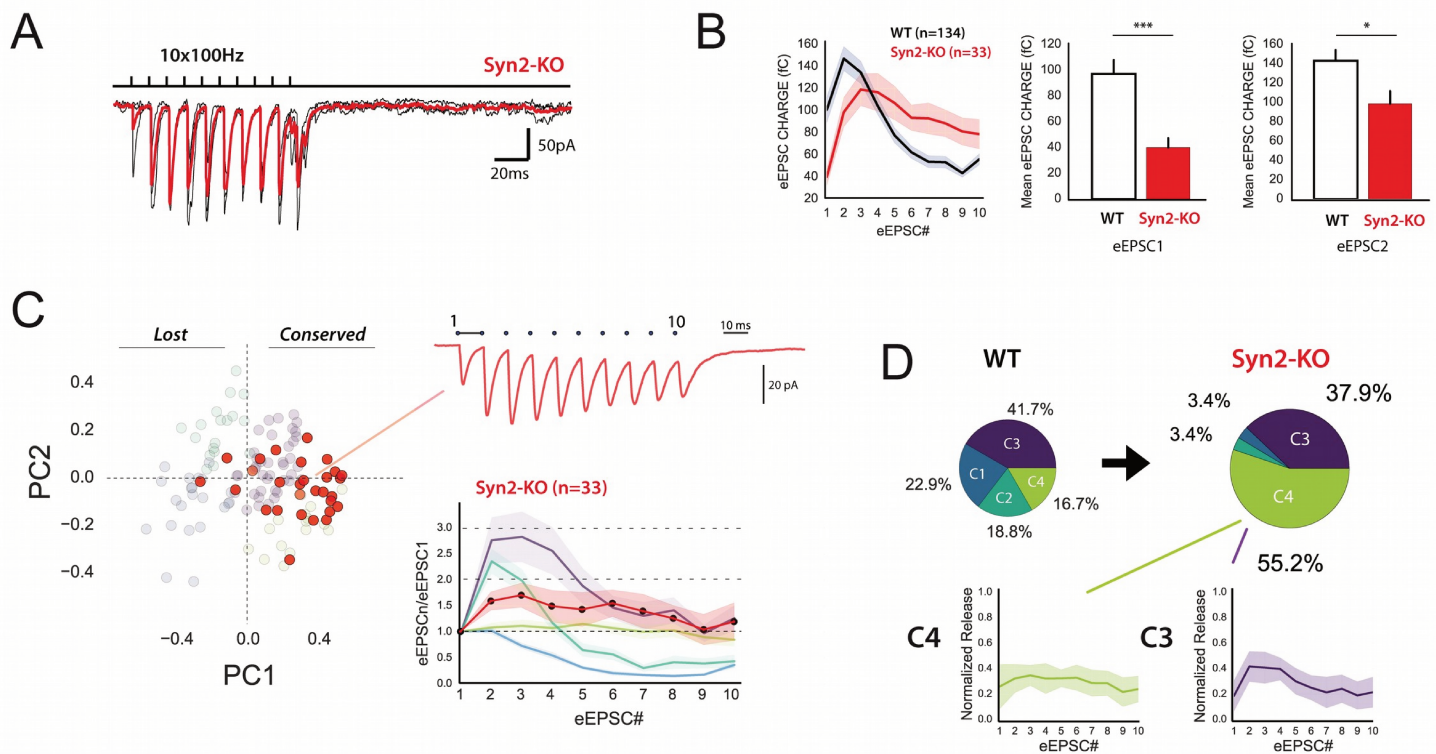 A
10x100Hz
Syn2-KO
50pA
20ms
B
WT (n=134)
Syn2-KO (n=33)
eEPSC CHARGE (fC)
160
140
120
100
80
60
40
20
1 2 3 4 5 6 7 8 9 10
eEPSC#
***
Mean eEPSC CHARGE (fC)
120
100
80
60
40
20
0
WT Syn2-KO
eEPSC1
*
Mean eEPSC CHARGE (fC)
160
140
120
100
80
60
40
20
0
WT Syn2-KO
eEPSC2
C
Lost Conserved
PC2
0.4
0.2
0.0
−0.2
−0.4
−0.4 0.0 0.4
PC1
1 10
10 ms
20 pA
Syn2-KO (n=33)
eEPSCn/eEPSC1
3.0
2.5
2.0
1.5
1.0
0.5
0.0
1 2 3 4 5 6 7 8 9 10
eEPSC#
D
WT
Syn2-KO
41.7%
C3
C1
C4
C2
22.9%
16.7%
18.8%
3.4%
37.9%
3.4%
C3
C4
55.2%
C4
Normalized Release
1.0
0.8
0.6
0.4
0.2
0.0
1 2 3 4 5 6 7 8 9 10
eEPSC#
C3
Normalized Release
1.0
0.8
0.6
0.4
0.2
0.0
1 2 3 4 5 6 7 8 9 10
eEPSC#